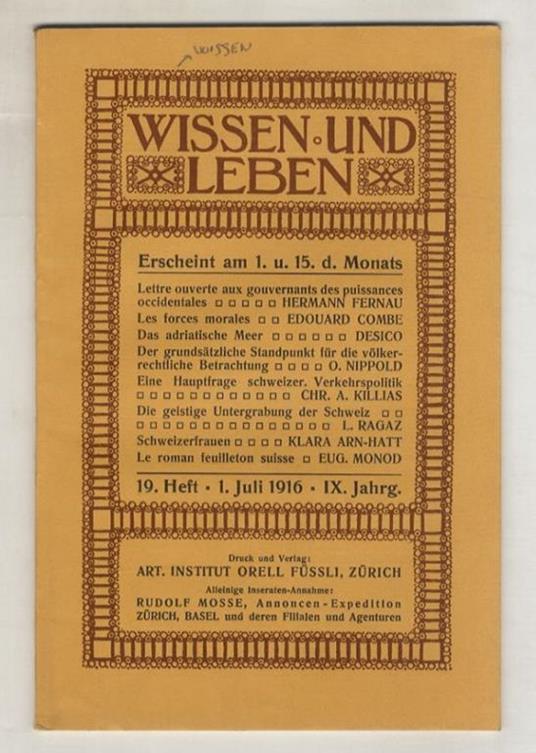 WISSEN
WISSEN∘UND
LEBEN
Erscheint am 1. u. 15. d. Monats
Lettre ouverte aux gouvernants des puissances
occidentales □ □ □ □ □ HERMANN FERNAU
Les forces morales □ □ EDOUARD COMBE
Das adriatische Meer □ □ □ □ □ □ DESICO
Der grundsätzliche Standpunkt für die völker-
rechtliche Betrachtung □ □ □ □ O. NIPPOLD
Eine Hauptfrage schweizer. Verkehrspolitik
□ □ □ □ □ □ □ □ □ □ □ □ CHR. A. KILLIAS
Die geistige Untergrabung der Schweiz □ □
□ □ □ □ □ □ □ □ □ □ □ □ □ □ □ L. RAGAZ
Schweizerfrauen □ □ □ □ KLARA ARN-HATT
Le roman feuilleton suisse □ EUG. MONOD
19. Heft · 1. Juli 1916 · IX. Jahrg.
Druck und Verlag:
ART. INSTITUT ORELL FÜSSLI, ZÜRICH
Alleinige Inseraten-Annahme:
RUDOLF MOSSE, Annoncen-Expedition
ZÜRICH, BASEL und deren Filialen und Agenturen